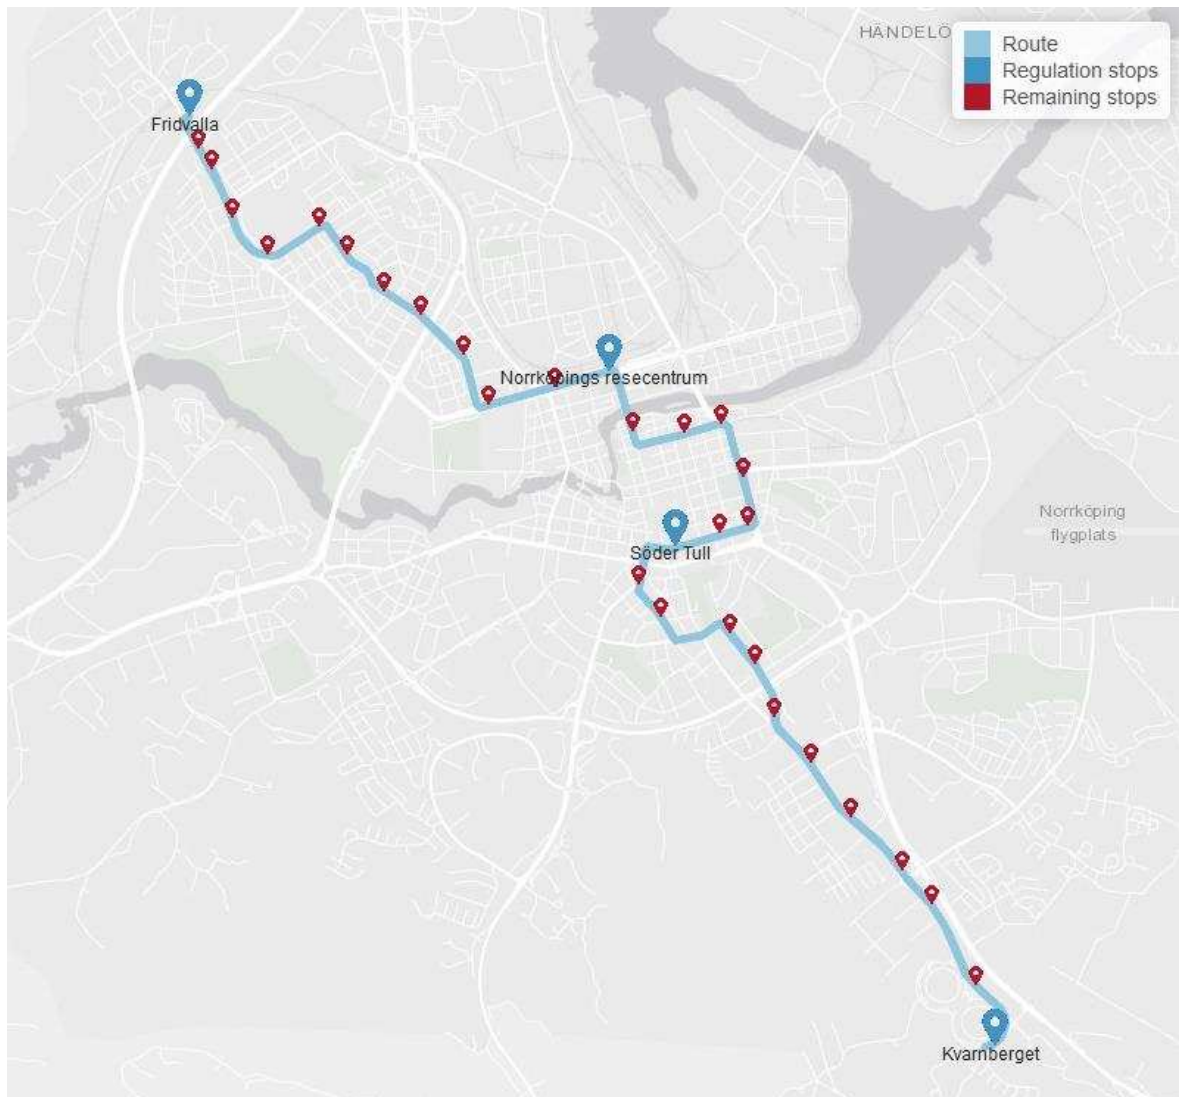 HÄNDELÖ
Route
Regulation stops
Remaining stops
Fridvalla
Norrköpings resecentrum
Norrköping
flygplats
Söder Tull
Kvarnberget